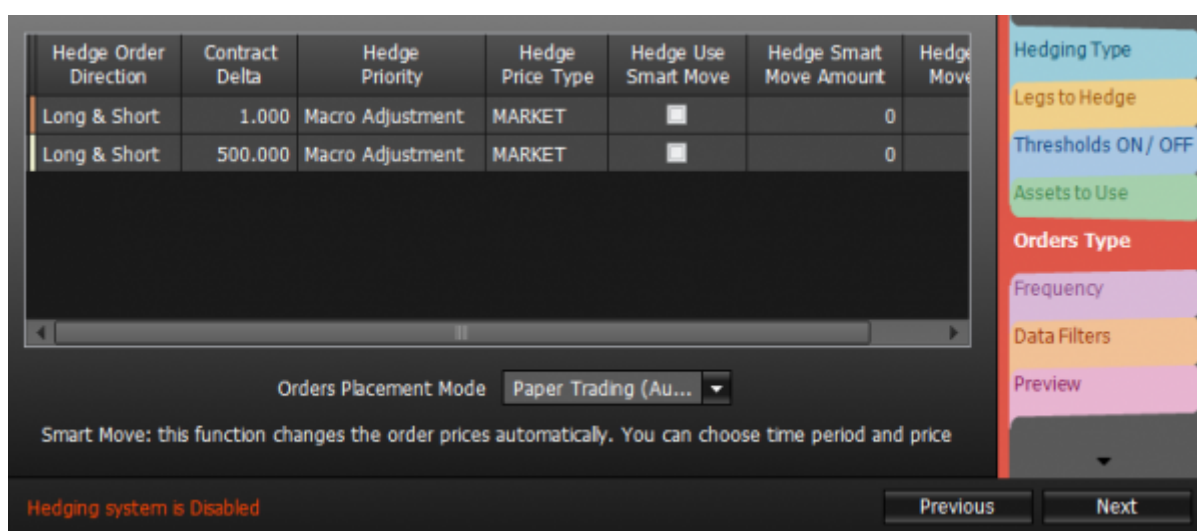 Hedge Order Direction Contract Delta Hedge Priority Hedge Price Type Hedge Use Smart Move Hedge Smart Move Amount Hedge Move
Long & Short 1.000 Macro Adjustment MARKET 0
Long & Short 500.000 Macro Adjustment MARKET 0
Orders Placement Mode Paper Trading (Au...
Smart Move: this function changes the order prices automatically. You can choose time period and price
Hedging system is Disabled
Previous Next
Hedging Type
Legs to Hedge
Thresholds ON / OFF
Assets to Use
Orders Type
Frequency
Data Filters
Preview